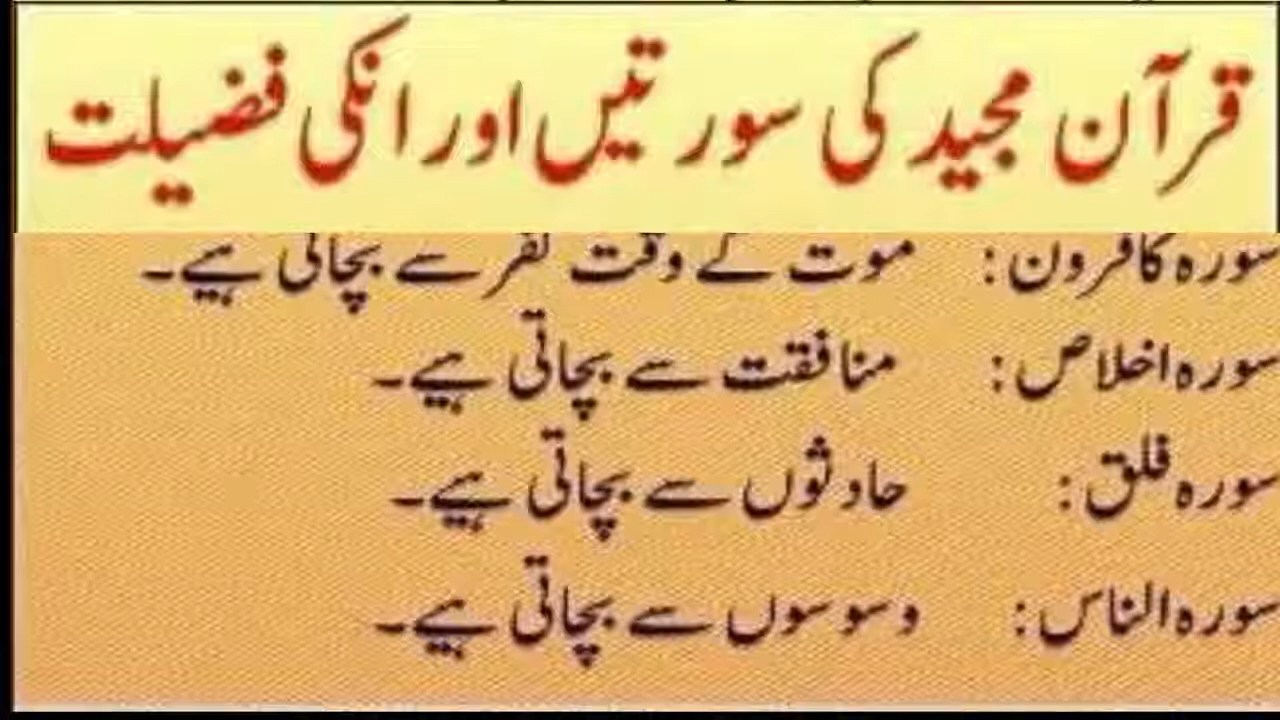 قرآن مجید کی سورتیں اور انکی فضیلت
سورہ کافرون: موت کے وقت کفر سے بچاتی ہے۔
سورہ اخلاص: منافقت سے بچاتی ہے۔
سورہ فلق: حادثوں سے بچاتی ہے۔
سورہ الناس: وسوسوں سے بچاتی ہے۔